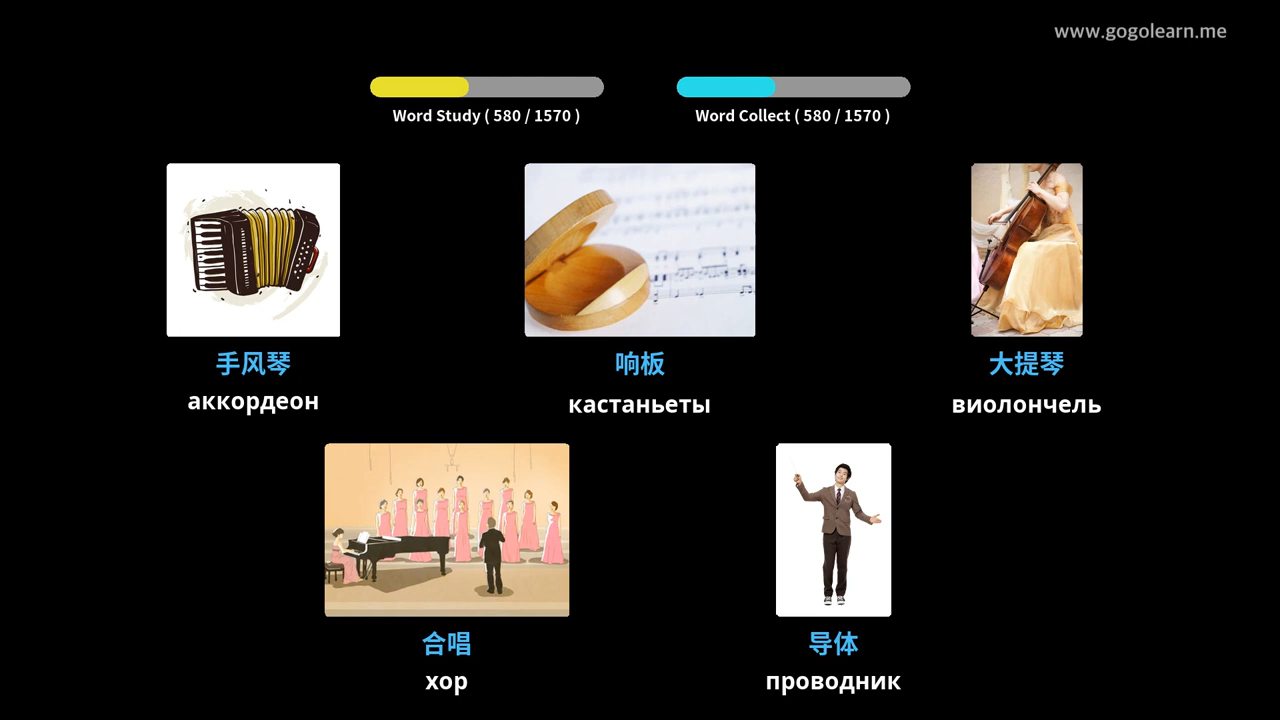 www.gogolearn.me
Word Study ( 580 / 1570 )
Word Collect ( 580 / 1570 )
手风琴
响板
大提琴
аккордеон
кастаньеты
виолончель
合唱
导体
хор
проводник